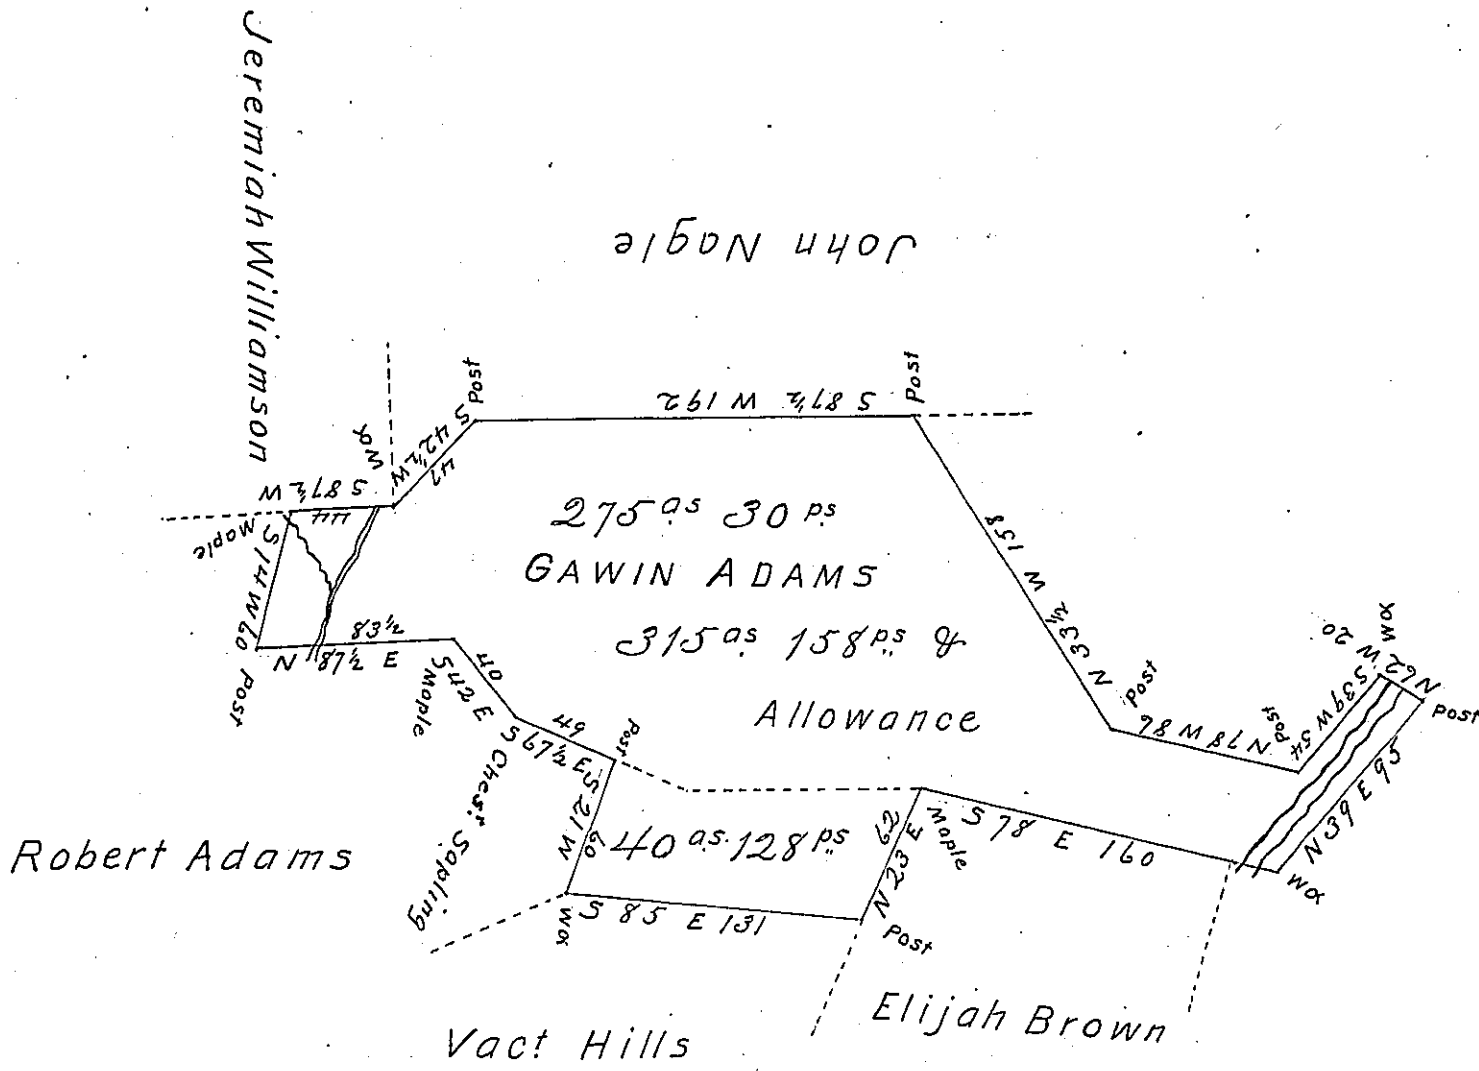 Jeremiah Williamson
John Nagle
Post
S 87½ W 192
Post
S 42½ W
47
Wo
S 87½ W
44
Maple
S 14 W 60
Post
N 87½ E
83½
Maple
S 42 E
40
S 67½ E
49
Post
Ches.t Sapling
275 as 30 ps
GAWIN ADAMS
315 as 158 ps &
Allowance
N 33½ W 158
Post
N 78 W 86
Post
S 39 W 54
N 62 W 20
wo
Post
N 39 E 95
wo
S 78 E 160
Maple
N 23 E
62
Post
S 85 E 131
wo
S 21 W
60
40 as. 128 ps
Robert Adams
Vact Hills
Elijah Brown